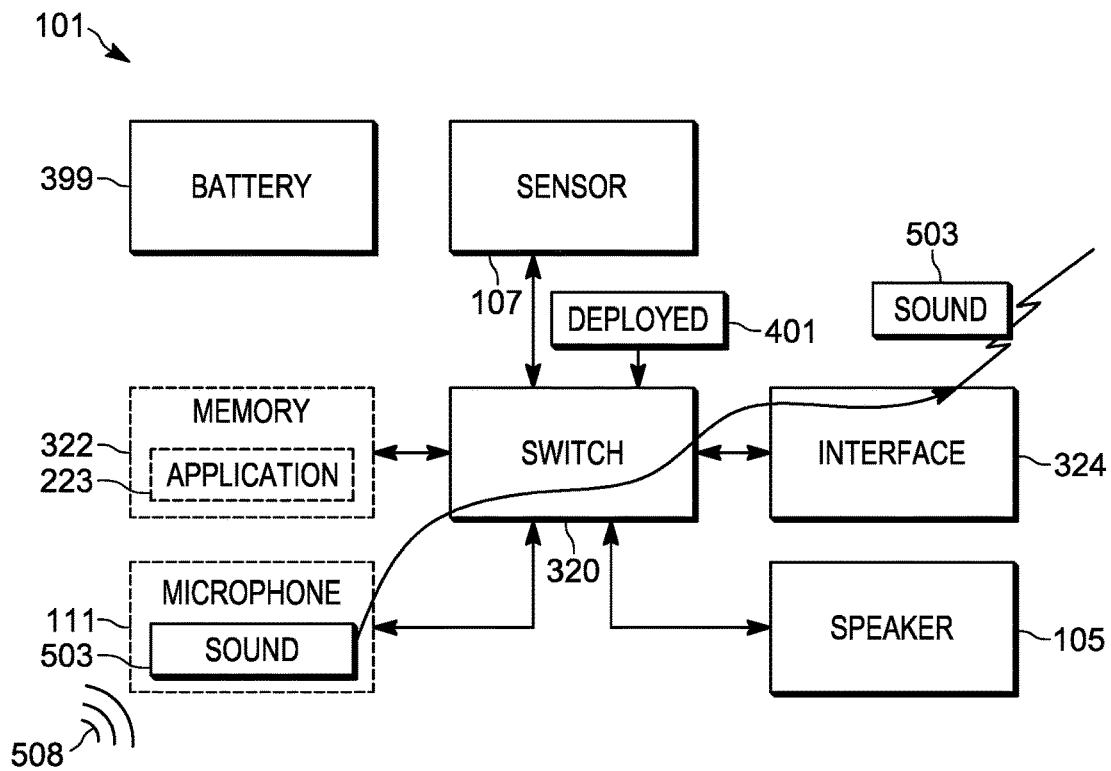 101
399
BATTERY
SENSOR
107
DEPLOYED
401
503
SOUND
322
MEMORY
223
APPLICATION
SWITCH
320
INTERFACE
324
111
MICROPHONE
503
SOUND
SPEAKER
105
508